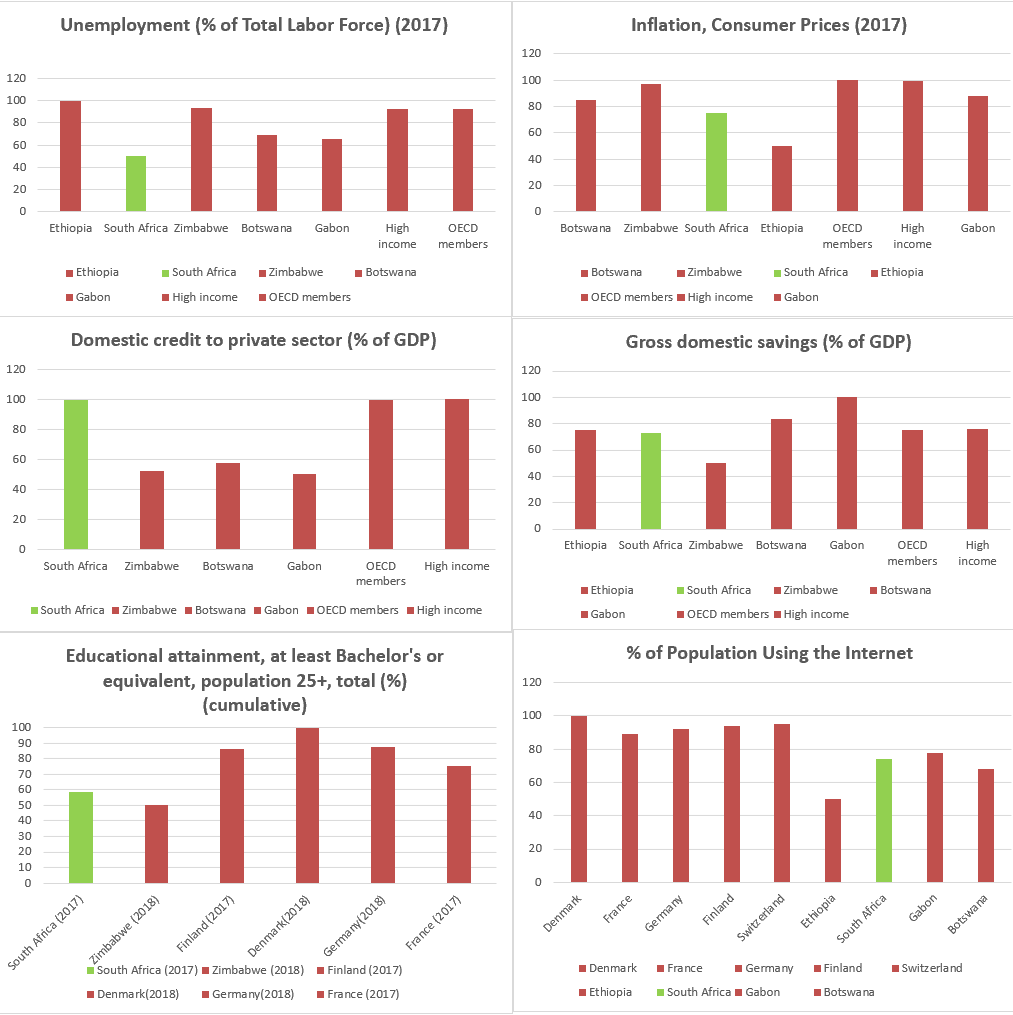 Unemployment (% of Total Labor Force) (2017)
120
100
80
60
40
20
0
Ethiopia South Africa Zimbabwe Botswana Gabon High income OECD members
Ethiopia South Africa Zimbabwe Botswana
Gabon High income OECD members
Inflation, Consumer Prices (2017)
120
100
80
60
40
20
0
Botswana Zimbabwe South Africa Ethiopia OECD members High income Gabon
Botswana Zimbabwe South Africa Ethiopia
OECD members High income Gabon
Domestic credit to private sector (% of GDP)
120
100
80
60
40
20
0
South Africa Zimbabwe Botswana Gabon OECD members High income
South Africa Zimbabwe Botswana Gabon OECD members High income
Gross domestic savings (% of GDP)
120
100
80
60
40
20
0
Ethiopia South Africa Zimbabwe Botswana Gabon OECD members High income
Ethiopia South Africa Zimbabwe Botswana
Gabon OECD members High income
Educational attainment, at least Bachelor's or
equivalent, population 25+, total (%)
(cumulative)
100
90
80
70
60
50
40
30
20
10
0
South Africa (2017) Zimbabwe (2018) Finland (2017) Denmark(2018) Germany(2018) France (2017)
South Africa (2017) Zimbabwe (2018) Finland (2017)
Denmark(2018) Germany(2018) France (2017)
% of Population Using the Internet
120
100
80
60
40
20
0
Denmark France Germany Finland Switzerland Ethiopia South Africa Gabon Botswana
Denmark France Germany Finland Switzerland
Ethiopia South Africa Gabon Botswana